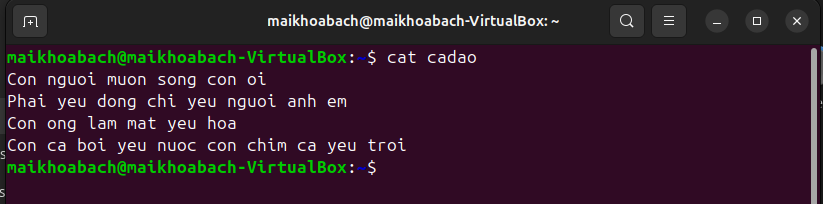 maikhoabach@maikhoabach-VirtualBox: ~
maikhoabach@maikhoabach-VirtualBox:~$ cat cadao
Con nguoi muon song con oi
Phai yeu dong chi yeu nguoi anh em
Con ong lam mat yeu hoa
Con ca boi yeu nuoc con chim ca yeu troi
maikhoabach@maikhoabach-VirtualBox:~$